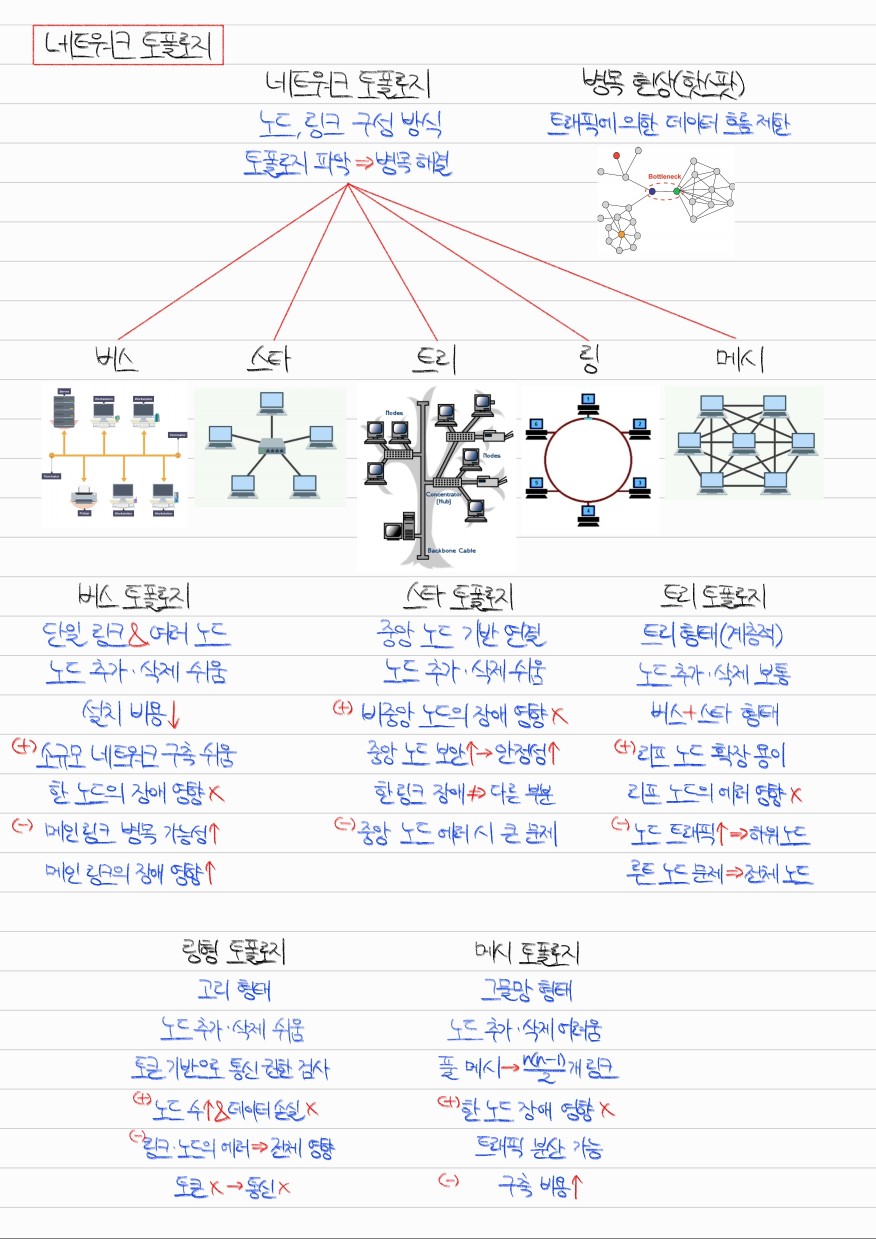 네트워크 토폴로지
네트워크 토폴로지
노드, 링크 구성 방식
토폴로지 파악 ⇒ 병목 해결
병목 현상(핫스팟)
트래픽에 의한 데이터 흐름 제한
Bottleneck
버스
스타
트리
링
메시
Nodes
Nodes
Concentrator
(Hub)
Backbone Cable
1
2
3
4
5
6
버스 토폴로지
단일 링크 & 여러 노드
노드 추가·삭제 쉬움
설치 비용↓
(+) 소규모 네트워크 구축 쉬움
한 노드의 장애 영향 X
(-) 메인링크 병목 가능성↑
메인 링크의 장애 영향↑
스타 토폴로지
중앙 노드 기반 연결
노드 추가·삭제 쉬움
(+) 비중앙 노드의 장애 영향 X
중앙 노드 보안↑→안정성↑
한 링크 장애 ⇏ 다른 부분
(-) 중앙 노드 에러 시 큰 문제
트리 토폴로지
트리 형태(계층적)
노드 추가·삭제 보통
버스+스타 형태
(+) 리프 노드 확장 용이
리프 노드의 에러 영향 X
(-) 노드 트래픽↑⇒하위 노드
루트 노드 문제⇒전체 노드
링형 토폴로지
고리 형태
노드 추가·삭제 쉬움
토큰 기반으로 통신 권한 검사
(+) 노드 수↑&데이터 손실 X
(-) 링크·노드의 에러⇒전체 영향
토큰 X → 통신 X
메시 토폴로지
그물망 형태
노드 추가·삭제 어려움
풀 메시→n(n-1)/2개 링크
(+) 한 노드 장애 영향 X
트래픽 분산 가능
(-) 구축 비용↑